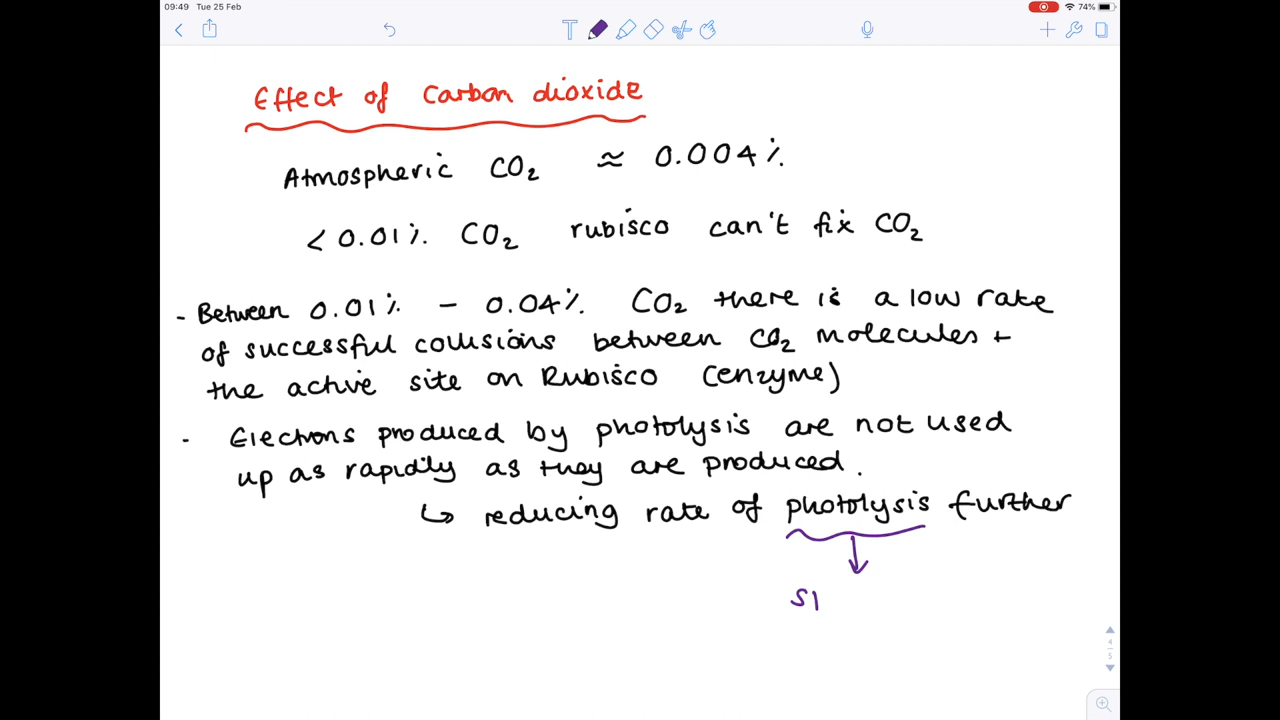 09:49 Tue 25 Feb
74%
Effect of Carbon dioxide
Atmospheric CO₂ ≈ 0.004%
< 0.01% CO₂ rubisco can't fix CO₂
- Between 0.01% - 0.04% CO₂ there is a low rate
of successful collisions between CO₂ molecules +
the active site on Rubisco (enzyme)
- Electrons produced by photolysis are not used
up as rapidly as they are produced.
↳ reducing rate of photolysis further
↓
Sl
4
5